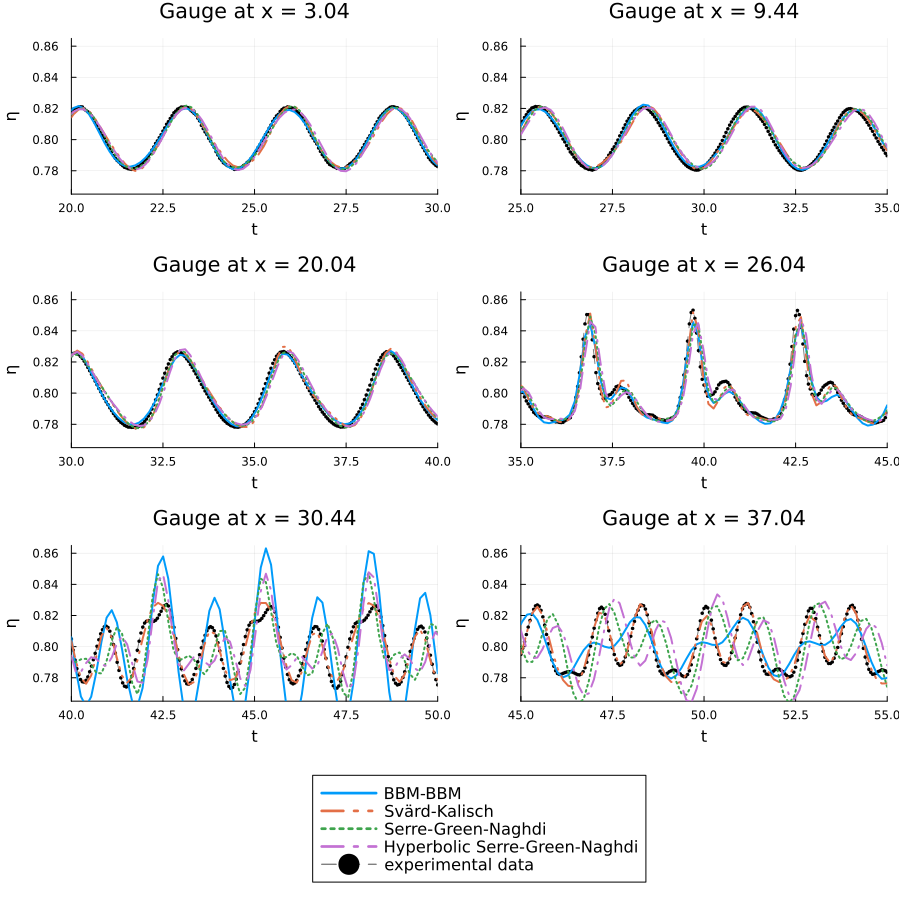 Gauge at x = 3.04
η
0.86
0.84
0.82
0.80
0.78
20.0 22.5 25.0 27.5 30.0
t
Gauge at x = 9.44
η
0.86
0.84
0.82
0.80
0.78
25.0 27.5 30.0 32.5 35.0
t
Gauge at x = 20.04
η
0.86
0.84
0.82
0.80
0.78
30.0 32.5 35.0 37.5 40.0
t
Gauge at x = 26.04
η
0.86
0.84
0.82
0.80
0.78
35.0 37.5 40.0 42.5 45.0
t
Gauge at x = 30.44
η
0.86
0.84
0.82
0.80
0.78
40.0 42.5 45.0 47.5 50.0
t
Gauge at x = 37.04
η
0.86
0.84
0.82
0.80
0.78
45.0 47.5 50.0 52.5 55.0
t
BBM-BBM
Svärd-Kalisch
Serre-Green-Naghdi
Hyperbolic Serre-Green-Naghdi
experimental data